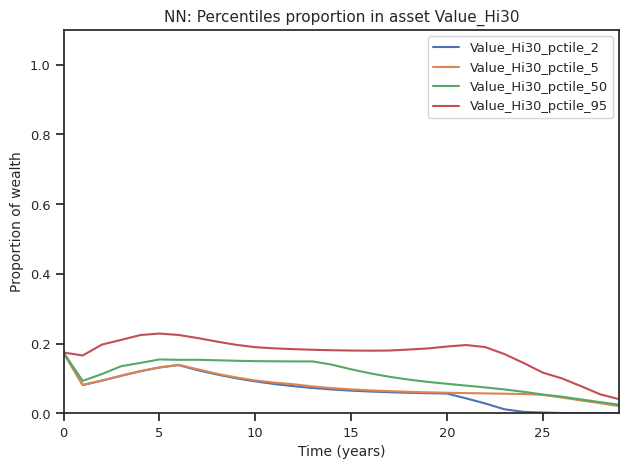 NN: Percentiles proportion in asset Value_Hi30
Value_Hi30_pctile_2
Value_Hi30_pctile_5
Value_Hi30_pctile_50
Value_Hi30_pctile_95
Proportion of wealth
1.0
0.8
0.6
0.4
0.2
0.0
0 5 10 15 20 25
Time (years)